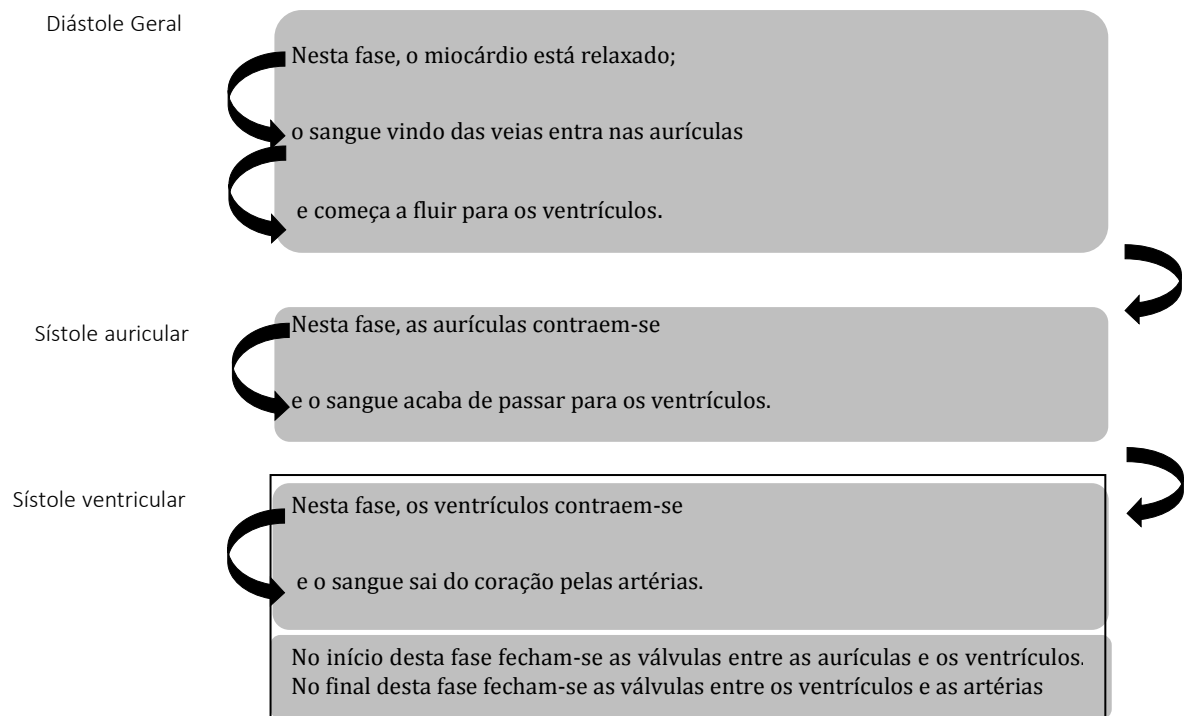 Diástole Geral
Nesta fase, o miocárdio está relaxado;
o sangue vindo das veias entra nas aurículas
e começa a fluir para os ventrículos.
Sístole auricular
Nesta fase, as aurículas contraem-se
e o sangue acaba de passar para os ventrículos.
Sístole ventricular
Nesta fase, os ventrículos contraem-se
e o sangue sai do coração pelas artérias.
No início desta fase fecham-se as válvulas entre as aurículas e os ventrículos.
No final desta fase fecham-se as válvulas entre os ventrículos e as artérias